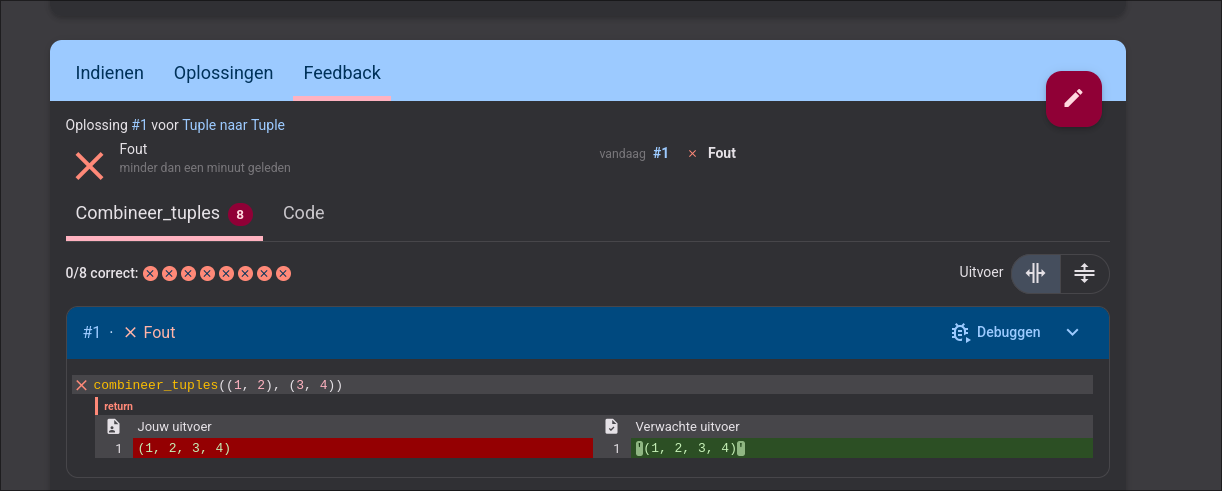 Indienen Oplossingen Feedback
Oplossing #1 voor Tuple naar Tuple
Fout
minder dan een minuut geleden
vandaag #1 Fout
Combineer_tuples 8 Code
0/8 correct: Uitvoer
#1 · Fout Debuggen
combineer_tuples((1, 2), (3, 4))
return
Jouw uitvoer Verwachte uitvoer
1 (1, 2, 3, 4) 1 '(1, 2, 3, 4)'